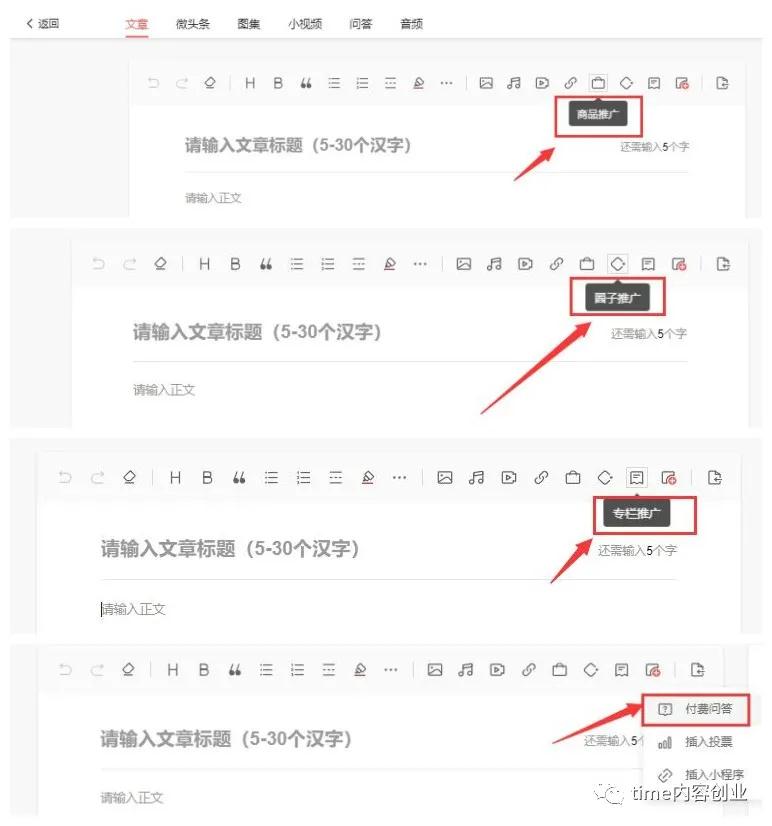 返回 文章 微头条 图集 小视频 问答 音频
H B
商品推广
请输入文章标题（5-30个汉字） 还需输入5个字
请输入正文
H B
圆子推广
请输入文章标题（5-30个汉字） 还需输入5个字
请输入正文
H B
专栏推广
请输入文章标题（5-30个汉字） 还需输入5个字
请输入正文
H B
付费问答
请输入文章标题（5-30个汉字） 还需输入5个
插入投票
插入小程序
请输入正文
time内容创业